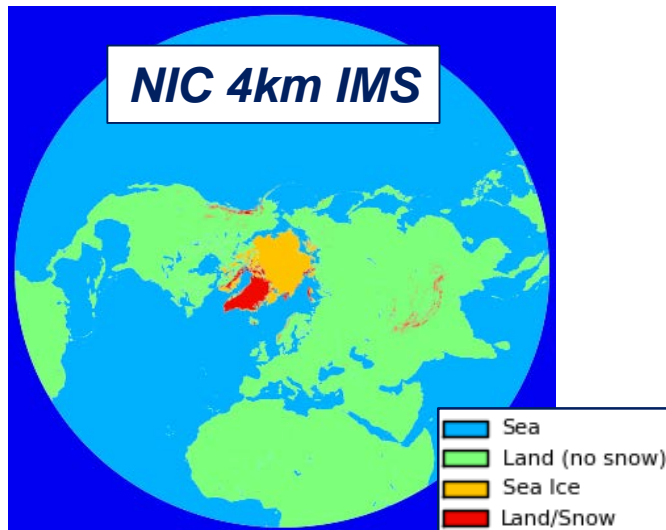 NIC 4km IMS
Sea
Land (no snow)
Sea Ice
Land/Snow